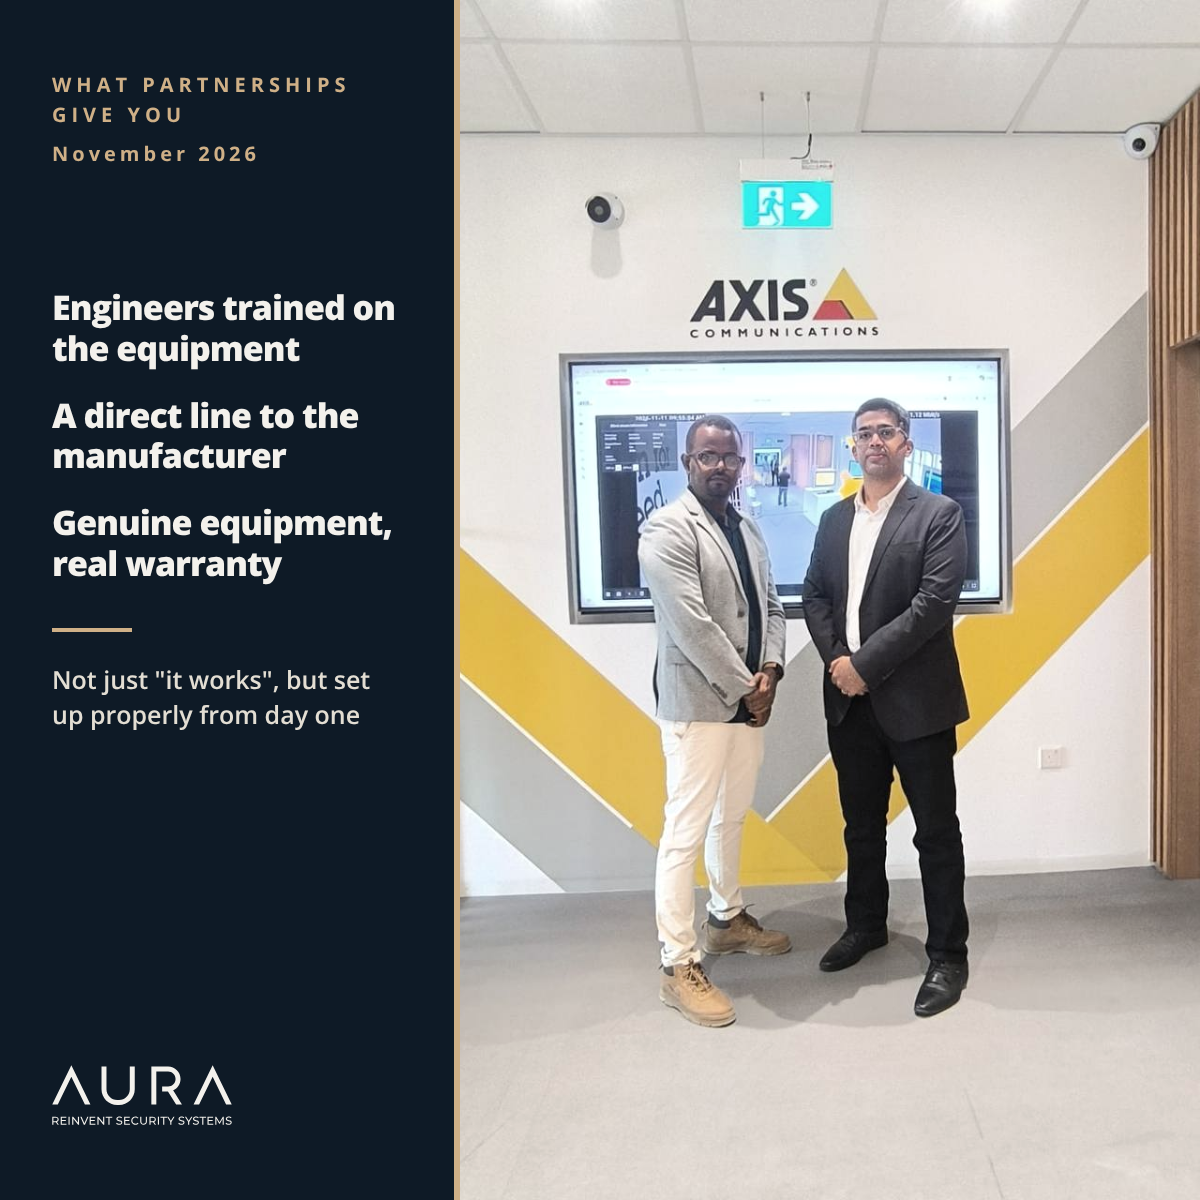 WHAT PARTNERSHIPS
GIVE YOU
November 2026
Engineers trained on
the equipment
A direct line to the
manufacturer
Genuine equipment,
real warranty
Not just "it works", but set
up properly from day one
AURA
REINVENT SECURITY SYSTEMS
AXIS®
COMMUNICATIONS